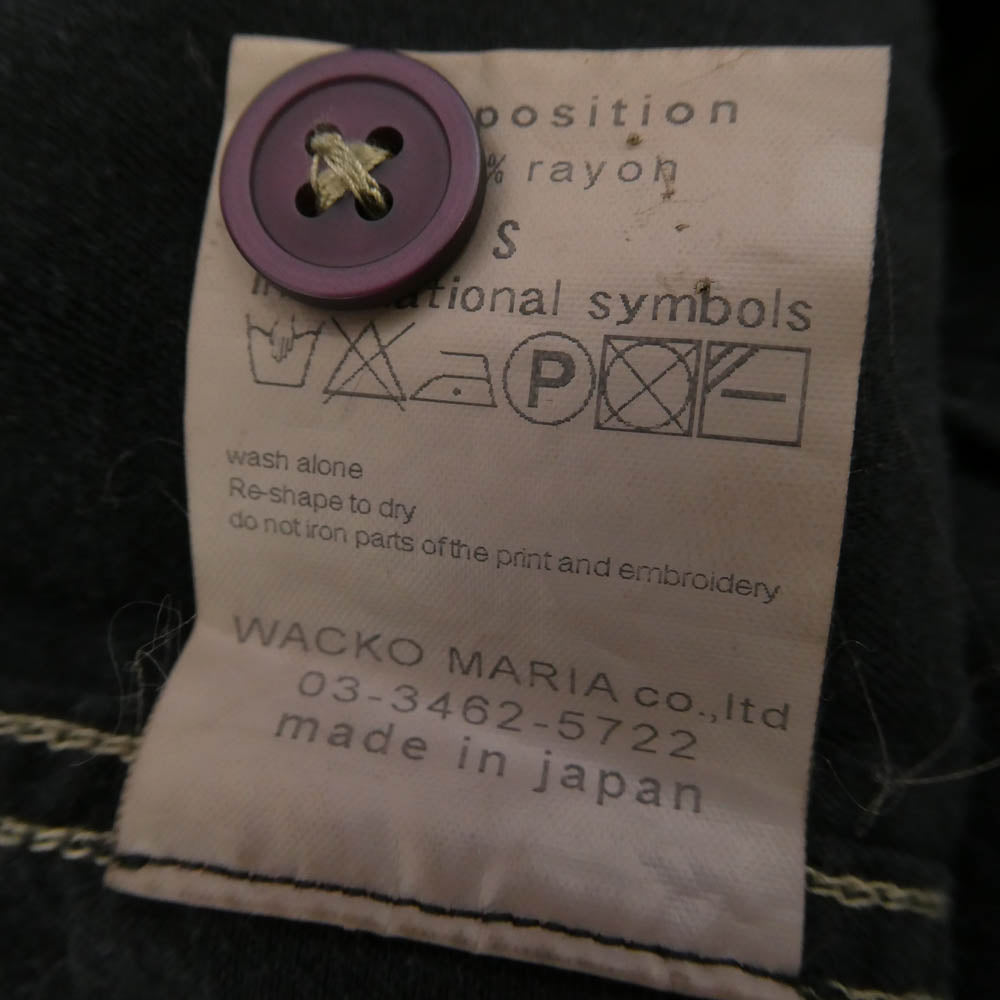 position
% rayon
S
ational symbols
P
wash alone
Re-shape to dry
do not iron parts of the print and embroidery
WACKO MARIA co.,ltd
03-3462-5722
made in japan